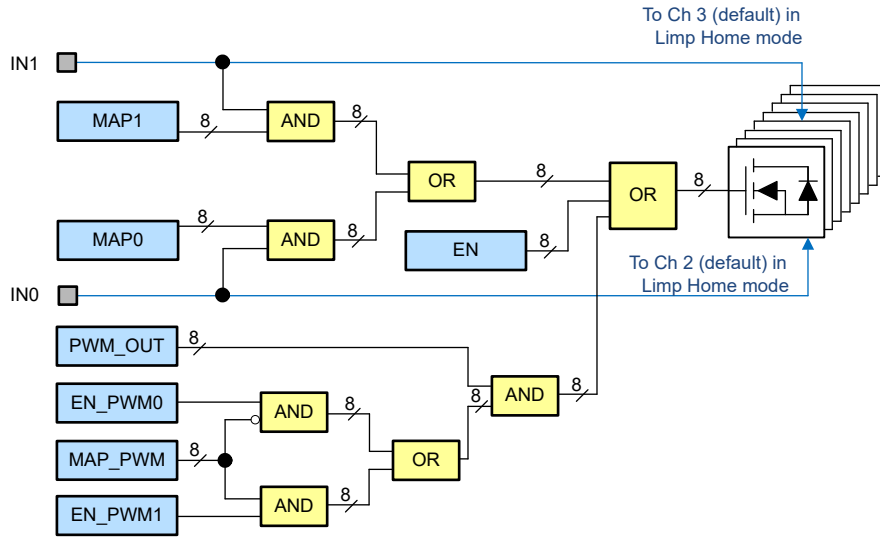 To Ch 3 (default) in
Limp Home mode
IN1
MAP1
8
AND
8
OR
8
OR
8
MAP0
8
AND
8
EN
8
To Ch 2 (default) in
Limp Home mode
IN0
PWM_OUT
8
EN_PWM0
AND
8
8
AND
8
MAP_PWM
8
OR
EN_PWM1
AND
8